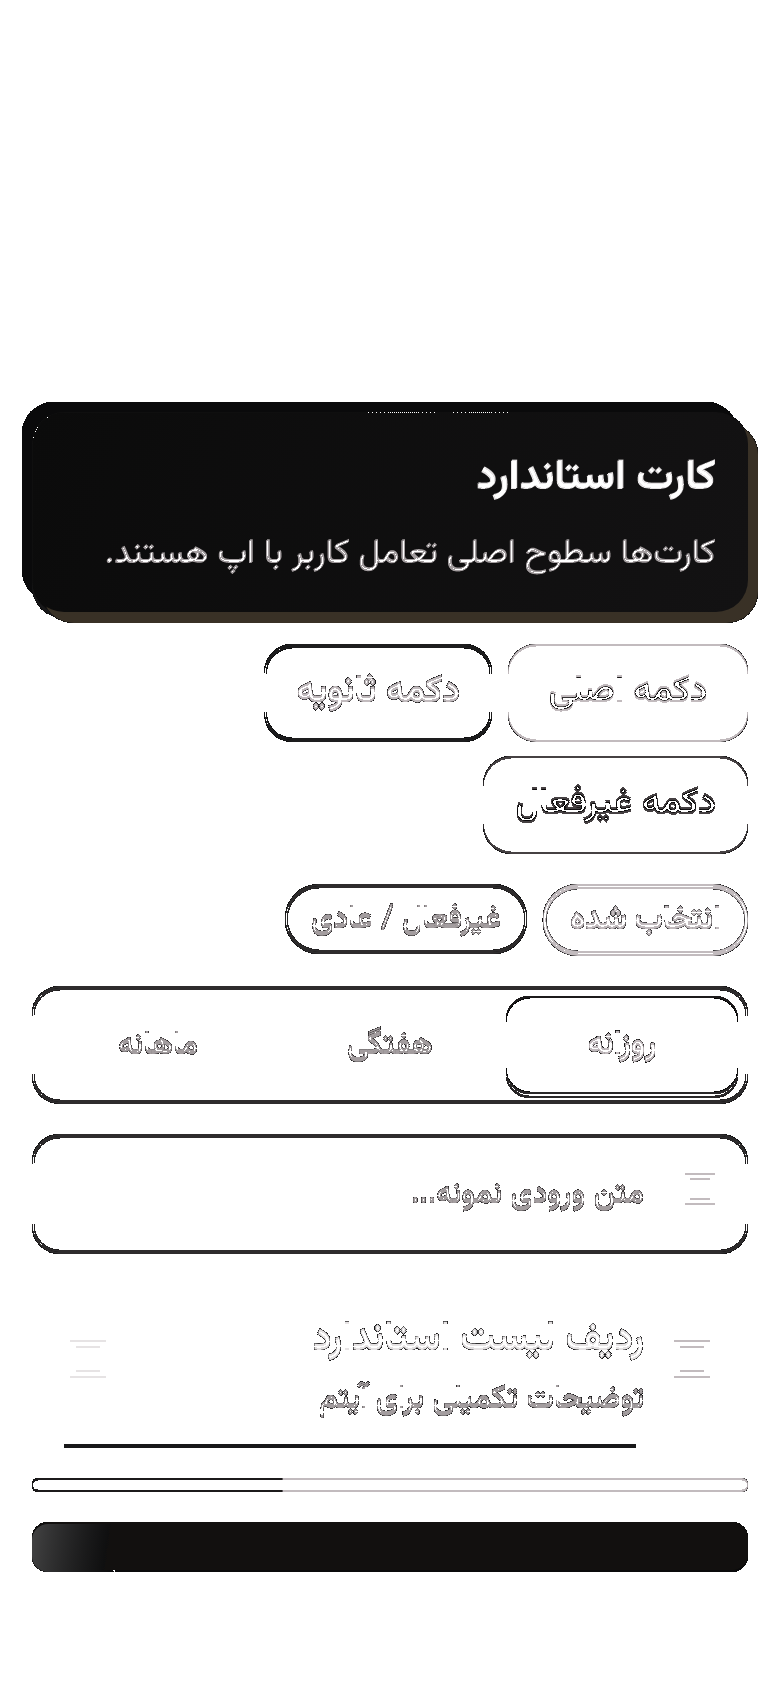 کارت استاندارد
کارت‌ها سطوح اصلی تعامل کاربر با اپ هستند.
دکمه اصلی
دکمه ثانویه
دکمه غیرفعال
انتخاب شده
غیرفعال / عادی
روزانه
هفتگی
ماهانه
متن ورودی نمونه...
ردیف لیست استاندارد
توضیحات تکمیلی برای آیتم